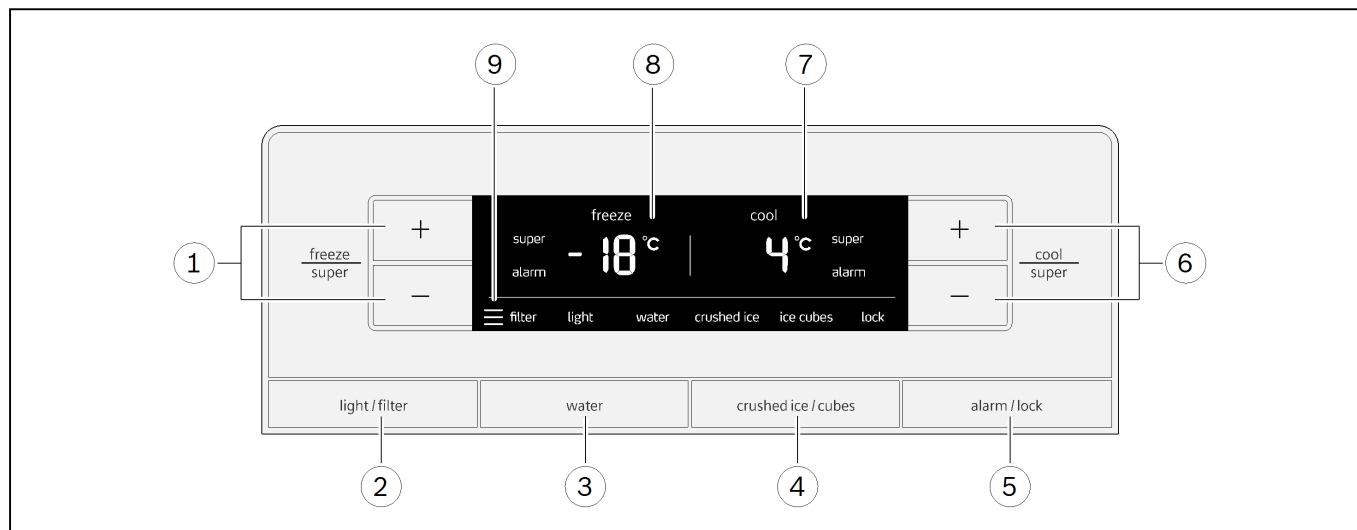 9 8 7
freeze cool
+ super -18 °C 4 °C super +
1 freeze super alarm alarm cool super 6
− −
filter light water crushed ice ice cubes lock
light / filter water crushed ice / cubes alarm / lock
2 3 4 5